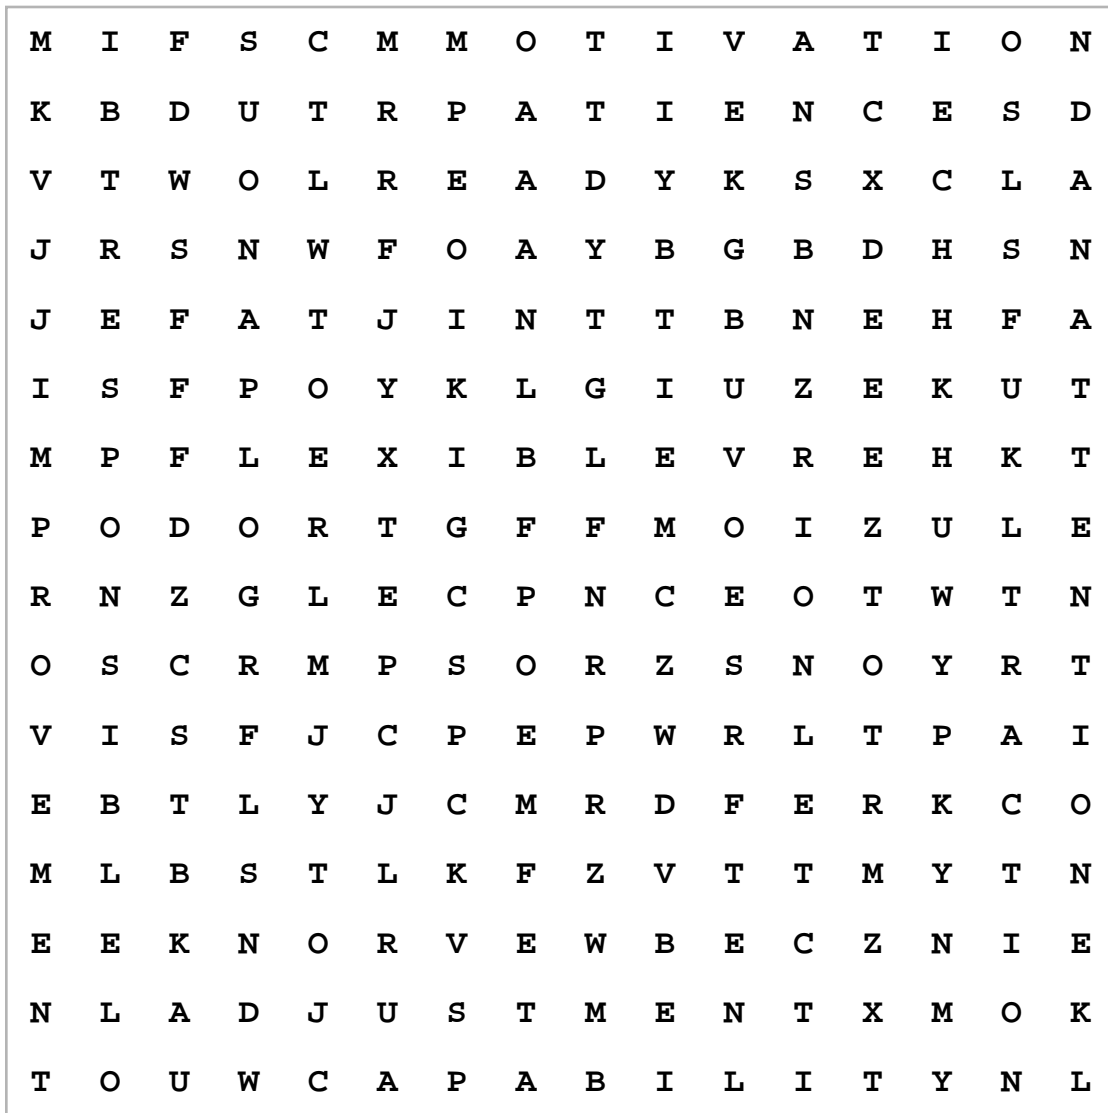 M I F S C M M O T I V A T I O N
K B D U T R P A T I E N C E S D
V T W O L R E A D Y K S X C L A
J R S N W F O A Y B G B D H S N
J E F A T J I N T T B N E H F A
I S F P O Y K L G I U Z E K U T
M P F L E X I B L E V R E H K T
P O D O R T G F F M O I Z U L E
R N Z G L E C P N C E O T W T N
O S C R M P S O R Z S N O Y R T
V I S F J C P E P W R L T P A I
E B T L Y J C M R D F E R K C O
M L B S T L K F Z V T T M Y T N
E E K N O R V E W B E C Z N I E
N L A D J U S T M E N T X M O K
T O U W C A P A B I L I T Y N L